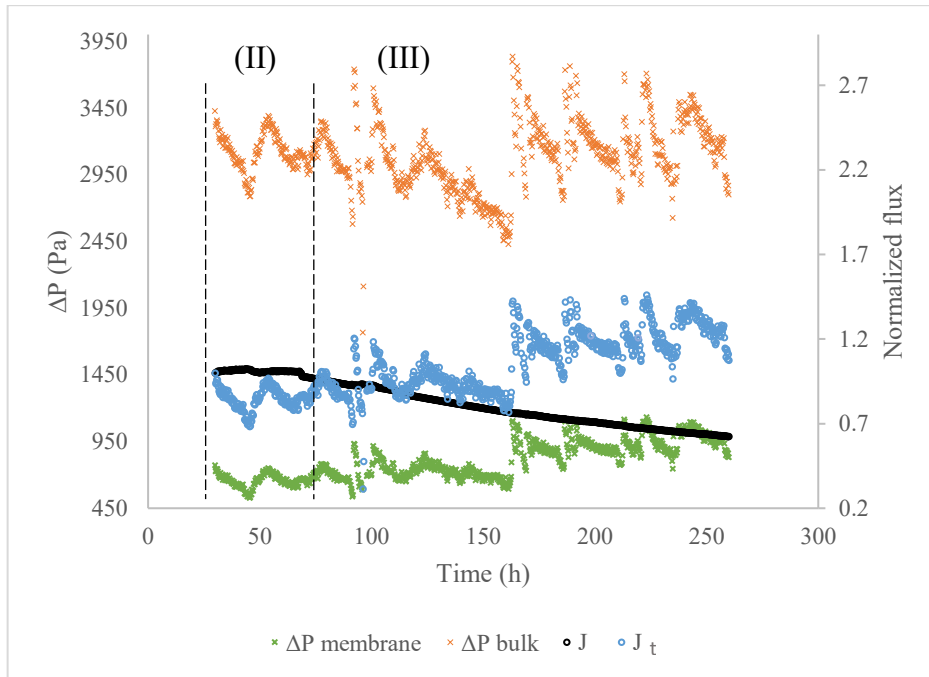 (II) (III)
3950
3450
2950
2450
1950
1450
950
450
ΔP (Pa)
2.7
2.2
1.7
1.2
0.7
0.2
Normalized flux
0 50 100 150 200 250 300
Time (h)
ΔP membrane ΔP bulk J J t